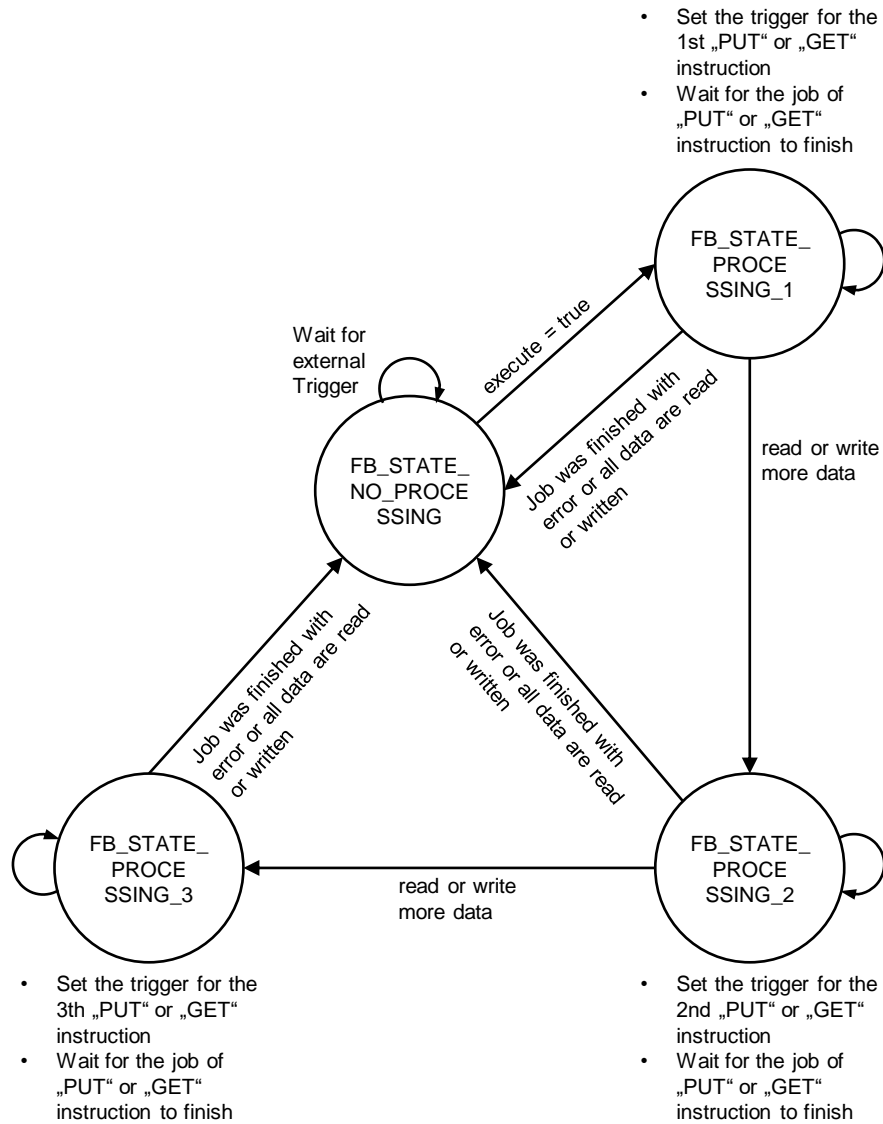 • Set the trigger for the
1st „PUT“ or „GET“
instruction
• Wait for the job of
„PUT“ or „GET“
instruction to finish
FB_STATE_
PROCE
SSING_1
execute = true
Wait for
external
Trigger
Job was finished with
error or all data are read
or written
FB_STATE_
NO_PROCE
SSING
read or write
more data
Job was finished with
error or all data are read
or written
Job was finished with
error or all data are read
or written
FB_STATE_
PROCE
SSING_3
read or write
more data
FB_STATE_
PROCE
SSING_2
• Set the trigger for the
3th „PUT“ or „GET“
instruction
• Wait for the job of
„PUT“ or „GET“
instruction to finish
• Set the trigger for the
2nd „PUT“ or „GET“
instruction
• Wait for the job of
„PUT“ or „GET“
instruction to finish